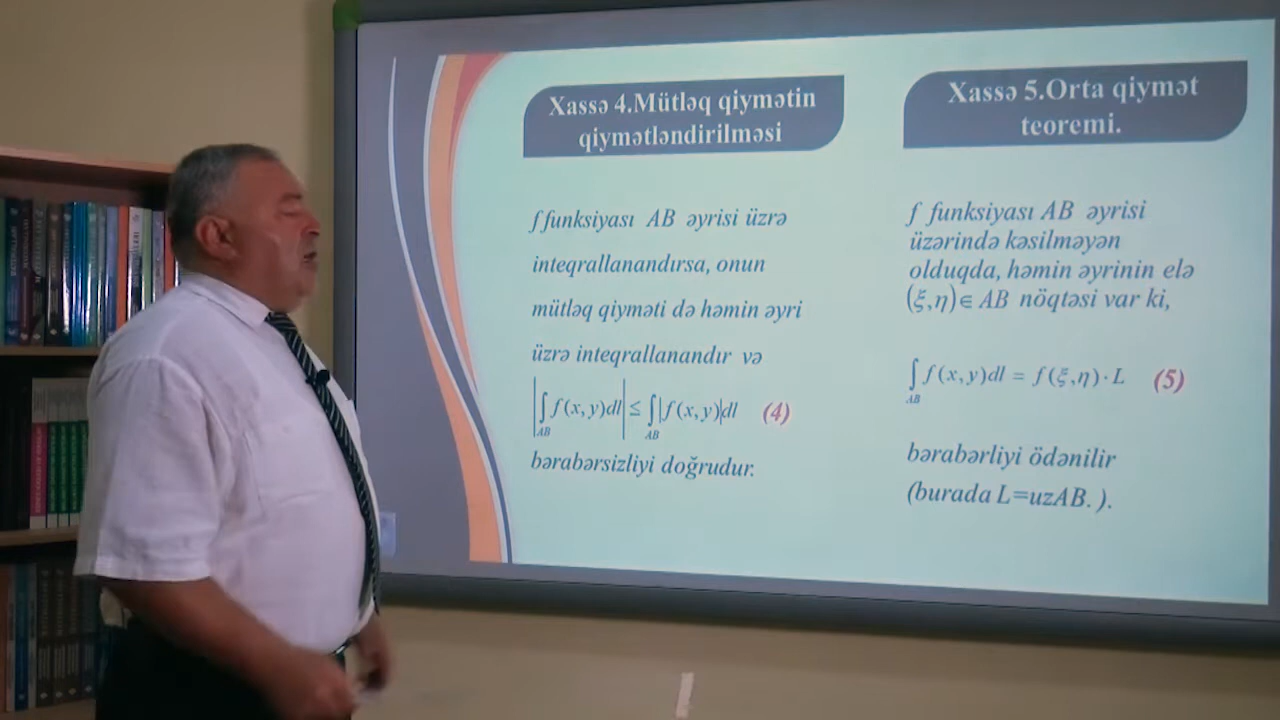 Xassə 4.Mütləq qiymətin
qiymətləndirilməsi
f funksiyası AB əyrisi üzrə
inteqrallanandırsa, onun
mütləq qiyməti də həmin əyri
üzrə inteqrallanandır və
|∫_{AB} f(x,y)dl| ≤ ∫_{AB} |f(x,y)|dl (4)
bərabərsizliyi doğrudur.
Xassə 5.Orta qiymət
teoremi.
f funksiyası AB əyrisi
üzərində kəsilməyən
olduqda, həmin əyrinin elə
(ξ,η)∈ AB nöqtəsi var ki,
∫_{AB} f(x,y)dl = f(ξ,η)·L (5)
bərabərliyi ödənilir
(burada L=uzAB. ).